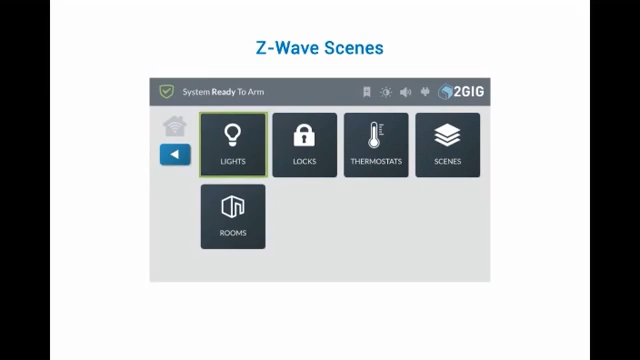 Z-Wave Scenes
System Ready To Arm
2GIG
LIGHTS
LOCKS
THERMOSTATS
SCENES
ROOMS